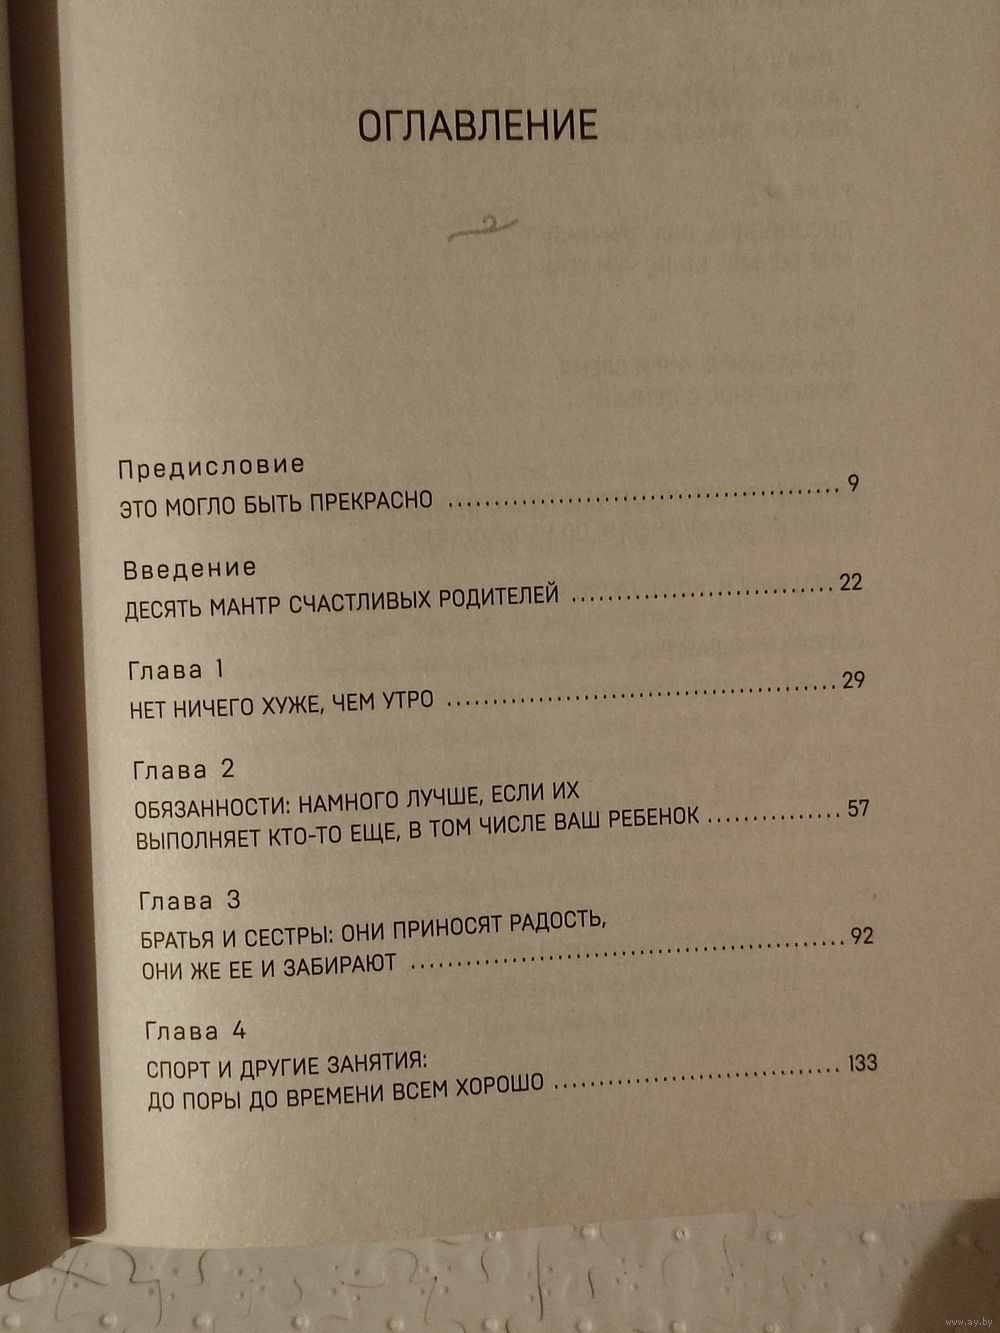 ОГЛАВЛЕНИЕ
Предисловие
ЭТО МОГЛО БЫТЬ ПРЕКРАСНО ........................................... 9
Введение
ДЕСЯТЬ МАНТР СЧАСТЛИВЫХ РОДИТЕЛЕЙ ............................. 22
Глава 1
НЕТ НИЧЕГО ХУЖЕ, ЧЕМ УТРО ........................................... 29
Глава 2
ОБЯЗАННОСТИ: НАМНОГО ЛУЧШЕ, ЕСЛИ ИХ
ВЫПОЛНЯЕТ КТО-ТО ЕЩЕ, В ТОМ ЧИСЛЕ ВАШ РЕБЕНОК ............... 57
Глава 3
БРАТЬЯ И СЕСТРЫ: ОНИ ПРИНОСЯТ РАДОСТЬ,
ОНИ ЖЕ ЕЕ И ЗАБИРАЮТ ................................................ 92
Глава 4
СПОРТ И ДРУГИЕ ЗАНЯТИЯ:
ДО ПОРЫ ДО ВРЕМЕНИ ВСЕМ ХОРОШО ................................ 133
www.ay.by